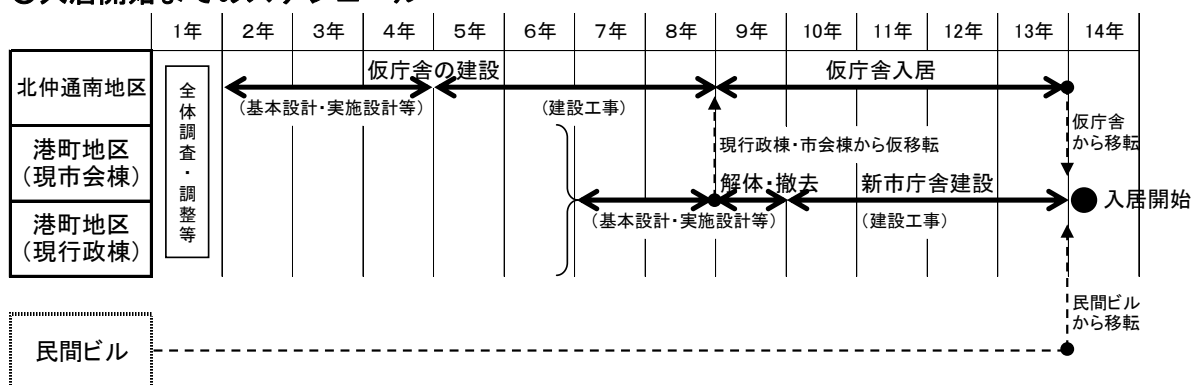 1年 2年 3年 4年 5年 6年 7年 8年 9年 10年 11年 12年 13年 14年
北仲通南地区
港町地区
（現市会棟）
港町地区
（現行政棟）
民間ビル
全体調査・調整等
仮庁舎の建設
（基本設計・実施設計等）
（建設工事）
仮庁舎入居
仮庁舎
から移転
現行政棟・市会棟から仮移転
解体・撤去
新市庁舎建設
（基本設計・実施設計等）
（建設工事）
入居開始
民間ビル
から移転